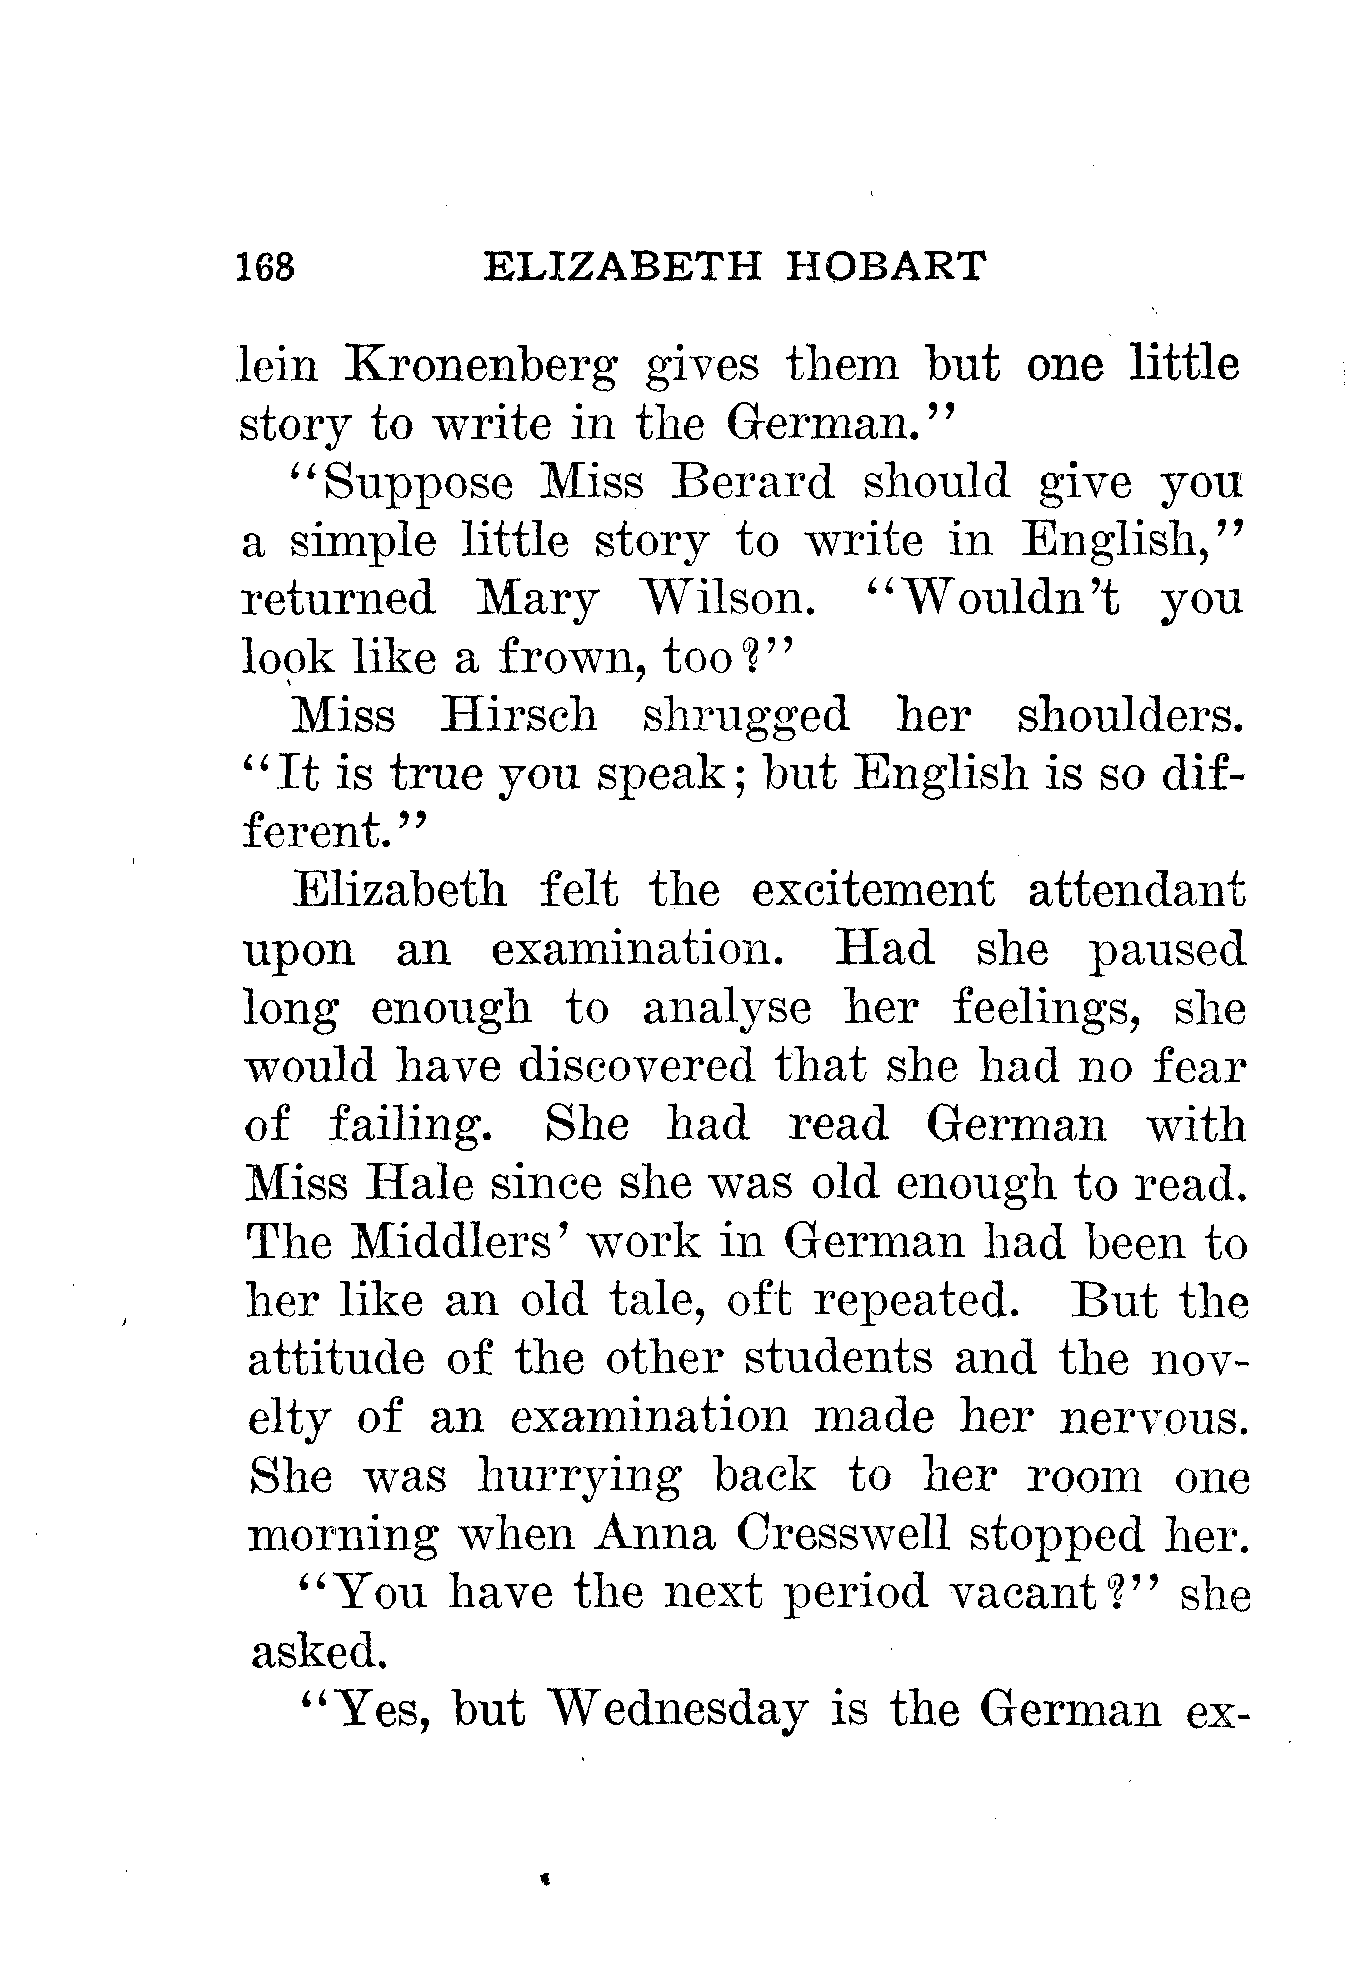 168 ELIZABETH HOBART
lein Kronenberg gives them but one little
story to write in the German."
"Suppose Miss Berard should give you
a simple little story to write in English,"
returned Mary Wilson. "Wouldn't you
look like a frown, too?"
Miss Hirsch shrugged her shoulders.
"It is true you speak; but English is so dif-
ferent."
Elizabeth felt the excitement attendant
upon an examination. Had she paused
long enough to analyse her feelings, she
would have discovered that she had no fear
of failing. She had read German with
Miss Hale since she was old enough to read.
The Middlers' work in German had been to
her like an old tale, oft repeated. But the
attitude of the other students and the nov-
elty of an examination made her nervous.
She was hurrying back to her room one
morning when Anna Cresswell stopped her.
"You have the next period vacant?" she
asked.
"Yes, but Wednesday is the German ex-